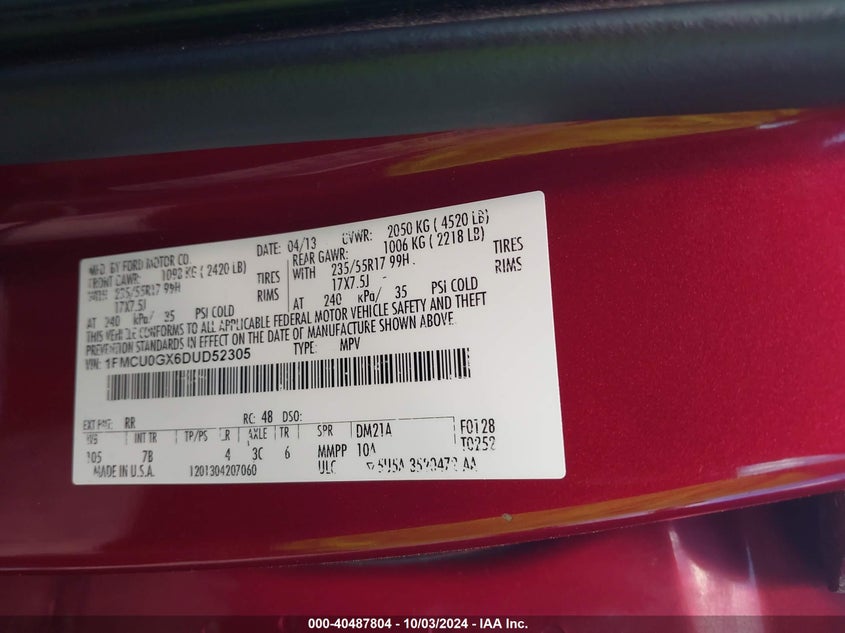 MFD. BY FORD MOTOR CO. DATE: 04/13 GVWR: 2050 KG ( 4520 LB)
FRONT GAWR: 1098 KG ( 2420 LB) REAR GAWR: 1006 KG ( 2218 LB)
WITH 235/55R17 99H TIRES WITH 235/55R17 99H TIRES
17X7.5J RIMS 17X7.5J RIMS
AT 240 kPa/ 35 PSI COLD AT 240 kPa/ 35 PSI COLD
THIS VEHICLE CONFORMS TO ALL APPLICABLE FEDERAL MOTOR VEHICLE SAFETY AND THEFT
PREVENTION STANDARDS IN EFFECT ON THE DATE OF MANUFACTURE SHOWN ABOVE.
VIN: 1FMCU0GX6DUD52305 TYPE: MPV
EXT PNT: RR RC: 48 DSO:
WB INT TR TP/PS R AXLE TR SPR DM21A F0128
105 7B 4 3C 6 MMPP 10A T0252
MADE IN U.S.A. 1201304207060 ULC
000-40487804 - 10/03/2024 - IAA Inc.